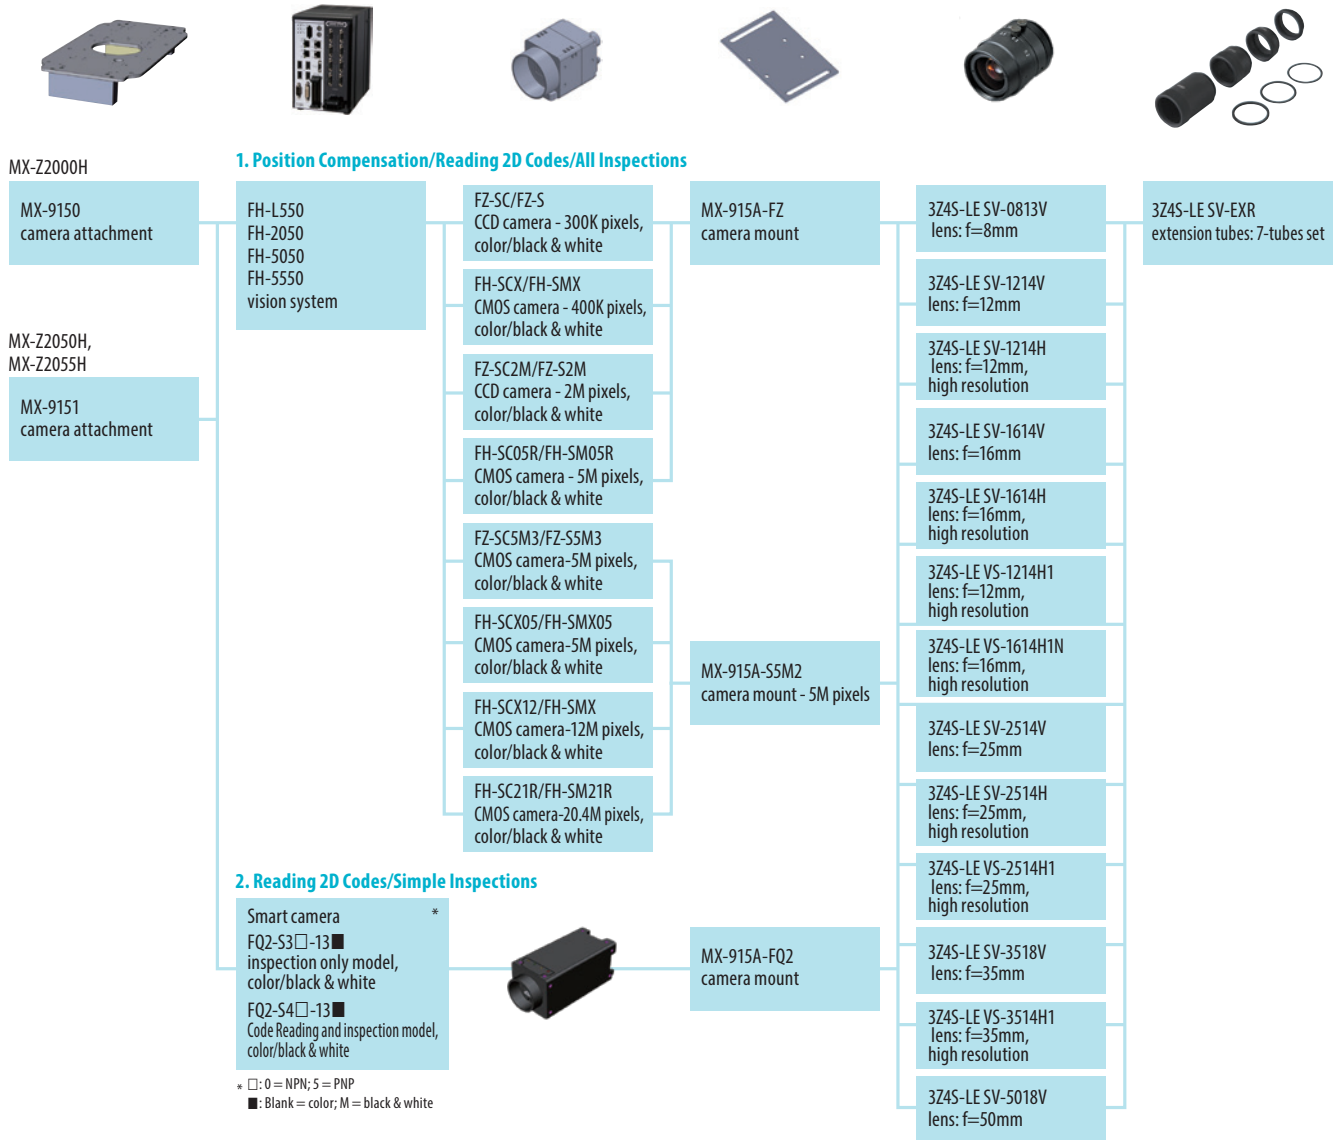 MX-Z2000H
MX-9150
camera attachment
MX-Z2050H,
MX-Z2055H
MX-9151
camera attachment
1. Position Compensation/Reading 2D Codes/All Inspections
FH-L550
FH-2050
FH-5050
FH-5550
vision system
FZ-SC/FZ-S
CCD camera - 300K pixels,
color/black & white
FH-SCX/FH-SMX
CMOS camera - 400K pixels,
color/black & white
FZ-SC2M/FZ-S2M
CCD camera - 2M pixels,
color/black & white
FH-SC05R/FH-SM05R
CMOS camera - 5M pixels,
color/black & white
FZ-SC5M3/FZ-S5M3
CMOS camera-5M pixels,
color/black & white
FH-SCX05/FH-SMX05
CMOS camera-5M pixels,
color/black & white
FH-SCX12/FH-SMX
CMOS camera-12M pixels,
color/black & white
FH-SC21R/FH-SM21R
CMOS camera-20.4M pixels,
color/black & white
MX-915A-FZ
camera mount
MX-915A-S5M2
camera mount - 5M pixels
3Z4S-LE SV-0813V
lens: f=8mm
3Z4S-LE SV-1214V
lens: f=12mm
3Z4S-LE SV-1214H
lens: f=12mm,
high resolution
3Z4S-LE SV-1614V
lens: f=16mm
3Z4S-LE SV-1614H
lens: f=16mm,
high resolution
3Z4S-LE VS-1214H1
lens: f=12mm,
high resolution
3Z4S-LE VS-1614H1N
lens: f=16mm,
high resolution
3Z4S-LE SV-2514V
lens: f=25mm
3Z4S-LE SV-2514H
lens: f=25mm,
high resolution
3Z4S-LE VS-2514H1
lens: f=25mm,
high resolution
3Z4S-LE SV-3518V
lens: f=35mm
3Z4S-LE VS-3514H1
lens: f=35mm,
high resolution
3Z4S-LE SV-5018V
lens: f=50mm
3Z4S-LE SV-EXR
extension tubes: 7-tubes set
2. Reading 2D Codes/Simple Inspections
Smart camera *
FQ2-S3□-13■
inspection only model,
color/black & white
FQ2-S4□-13■
Code Reading and inspection model,
color/black & white
MX-915A-FQ2
camera mount
* □: 0 = NPN; 5 = PNP
■: Blank = color; M = black & white